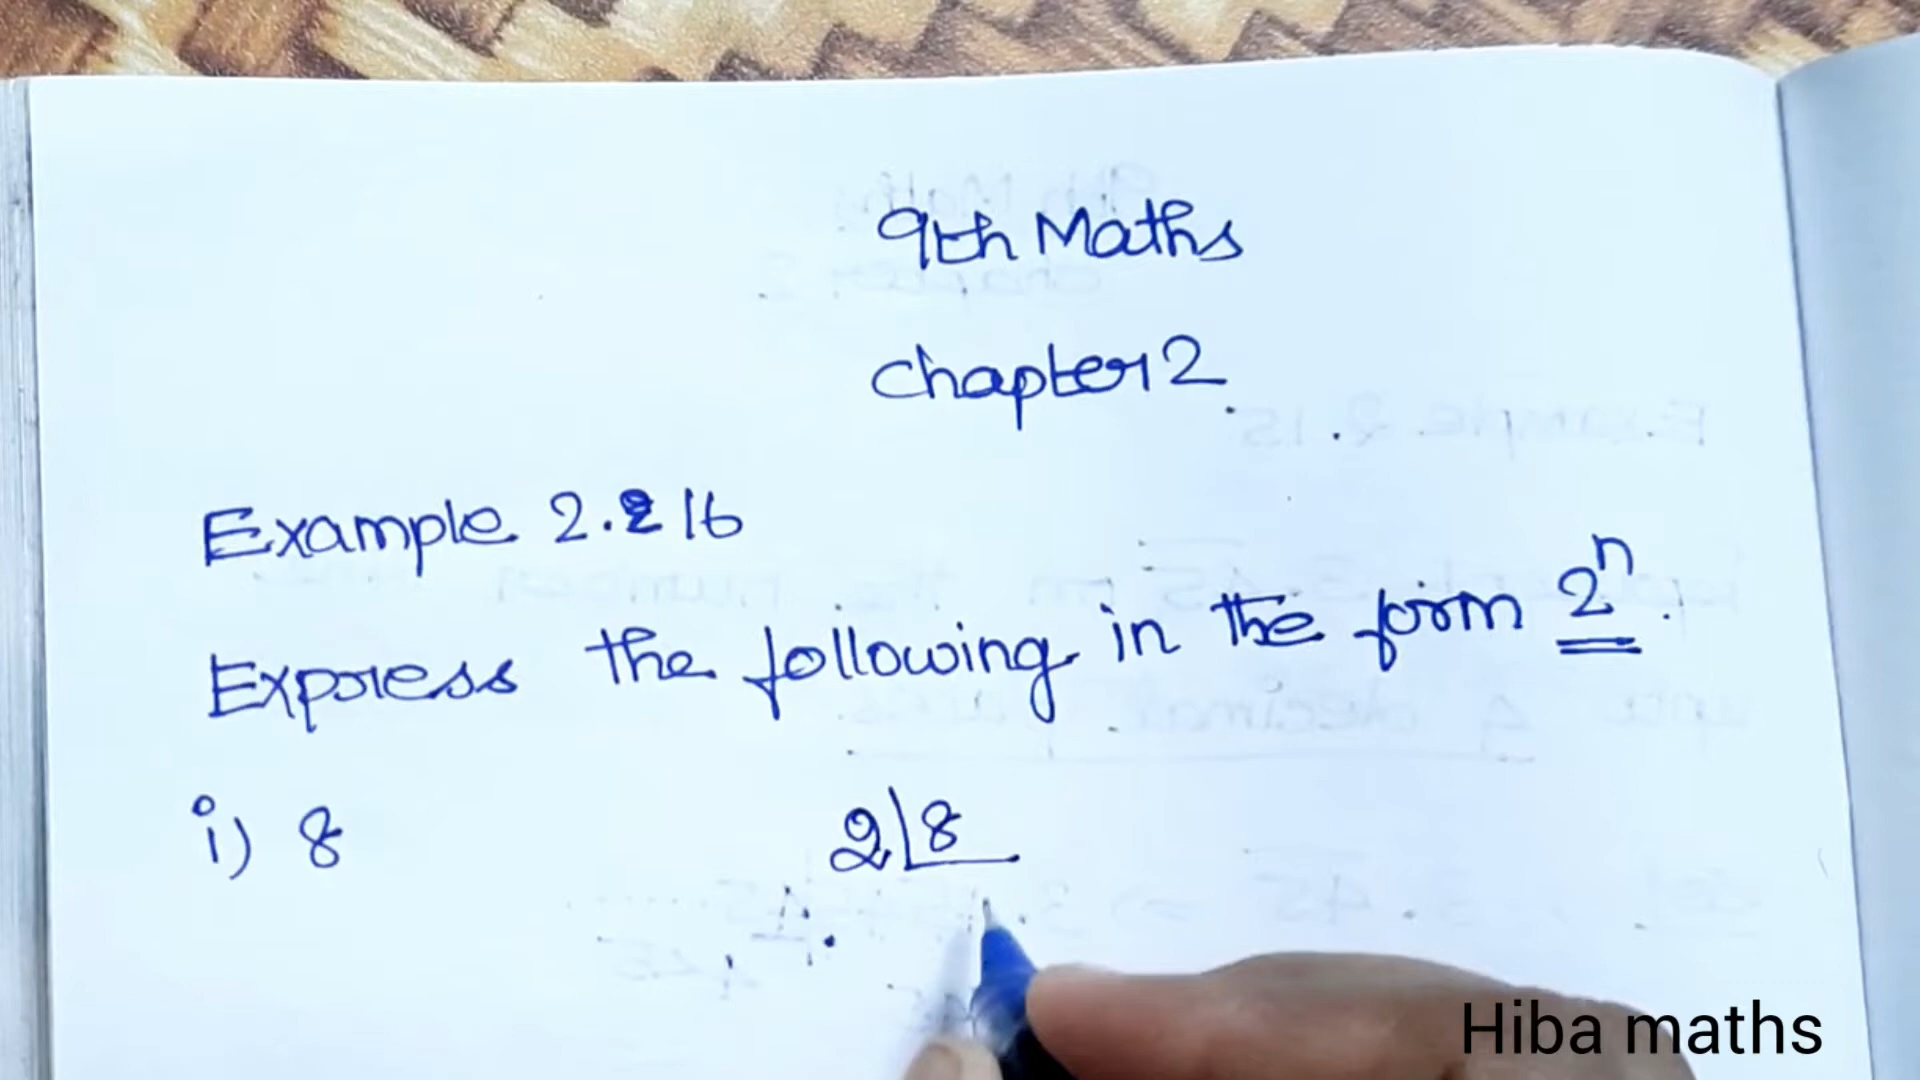 9th Maths
Chapter 2
Example 2.2 16
Express the following in the form 2ⁿ.
i) 8
2|8
Hiba maths